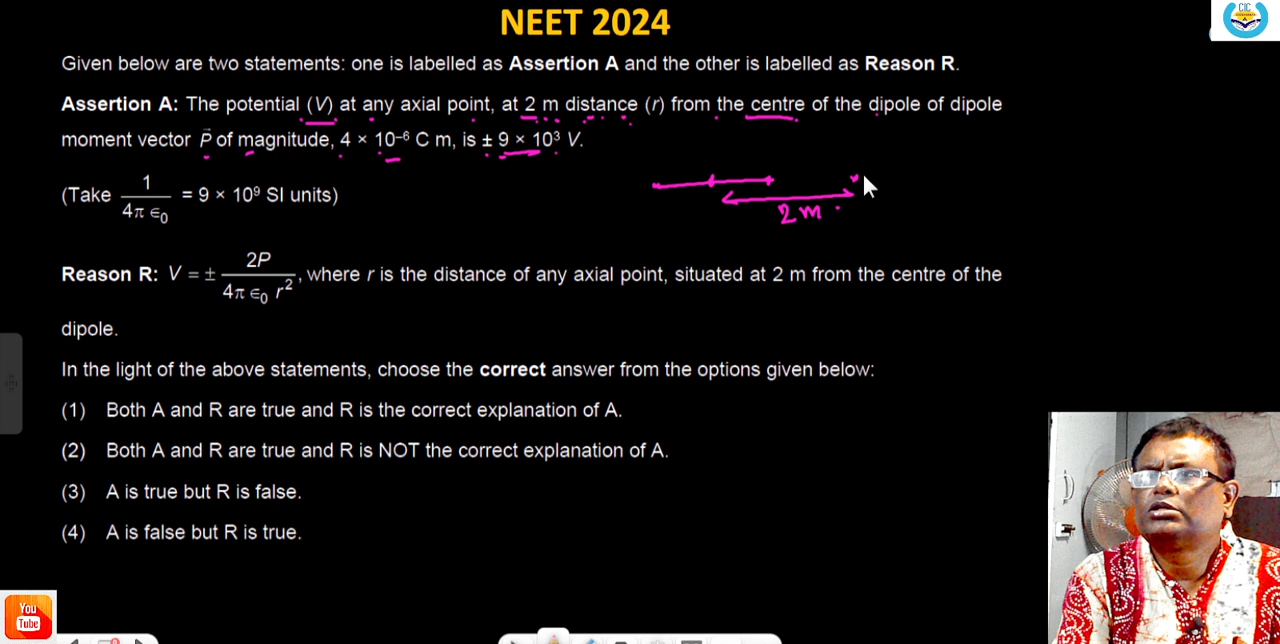 NEET 2024
CIC
Given below are two statements: one is labelled as Assertion A and the other is labelled as Reason R.
Assertion A: The potential (V) at any axial point, at 2 m distance (r) from the centre of the dipole of dipole
moment vector P⃗ of magnitude, 4 × 10⁻⁶ C m, is ± 9 × 10³ V.
(Take 1/(4π ϵ₀) = 9 × 10⁹ SI units)
2 m
Reason R: V = ± 2P/(4π ϵ₀ r²), where r is the distance of any axial point, situated at 2 m from the centre of the
dipole.
In the light of the above statements, choose the correct answer from the options given below:
(1) Both A and R are true and R is the correct explanation of A.
(2) Both A and R are true and R is NOT the correct explanation of A.
(3) A is true but R is false.
(4) A is false but R is true.
You
Tube